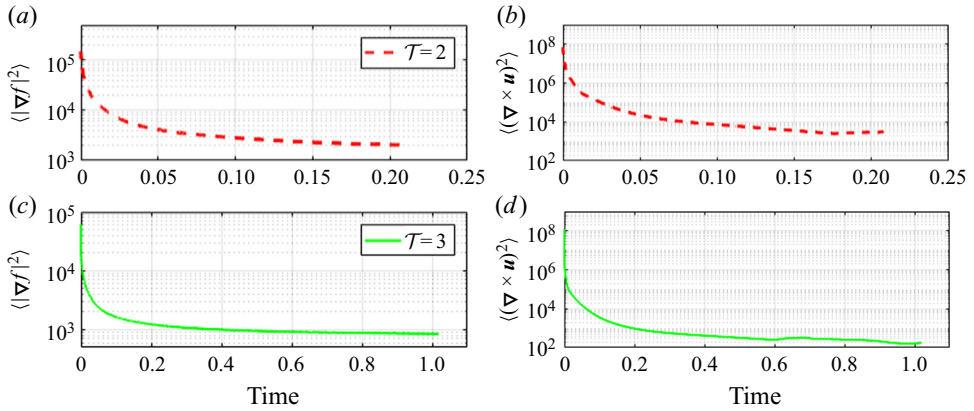 (a)
⟨|∇f|²⟩
10⁵
10⁴
10³
𝒯 = 2
0 0.05 0.10 0.15 0.20 0.25
(b)
⟨(∇ × u)²⟩
10⁸
10⁶
10⁴
10²
0 0.05 0.10 0.15 0.20 0.25
(c)
⟨|∇f|²⟩
10⁵
10⁴
10³
𝒯 = 3
0 0.2 0.4 0.6 0.8 1.0
Time
(d)
⟨(∇ × u)²⟩
10⁸
10⁶
10⁴
10²
0 0.2 0.4 0.6 0.8 1.0
Time